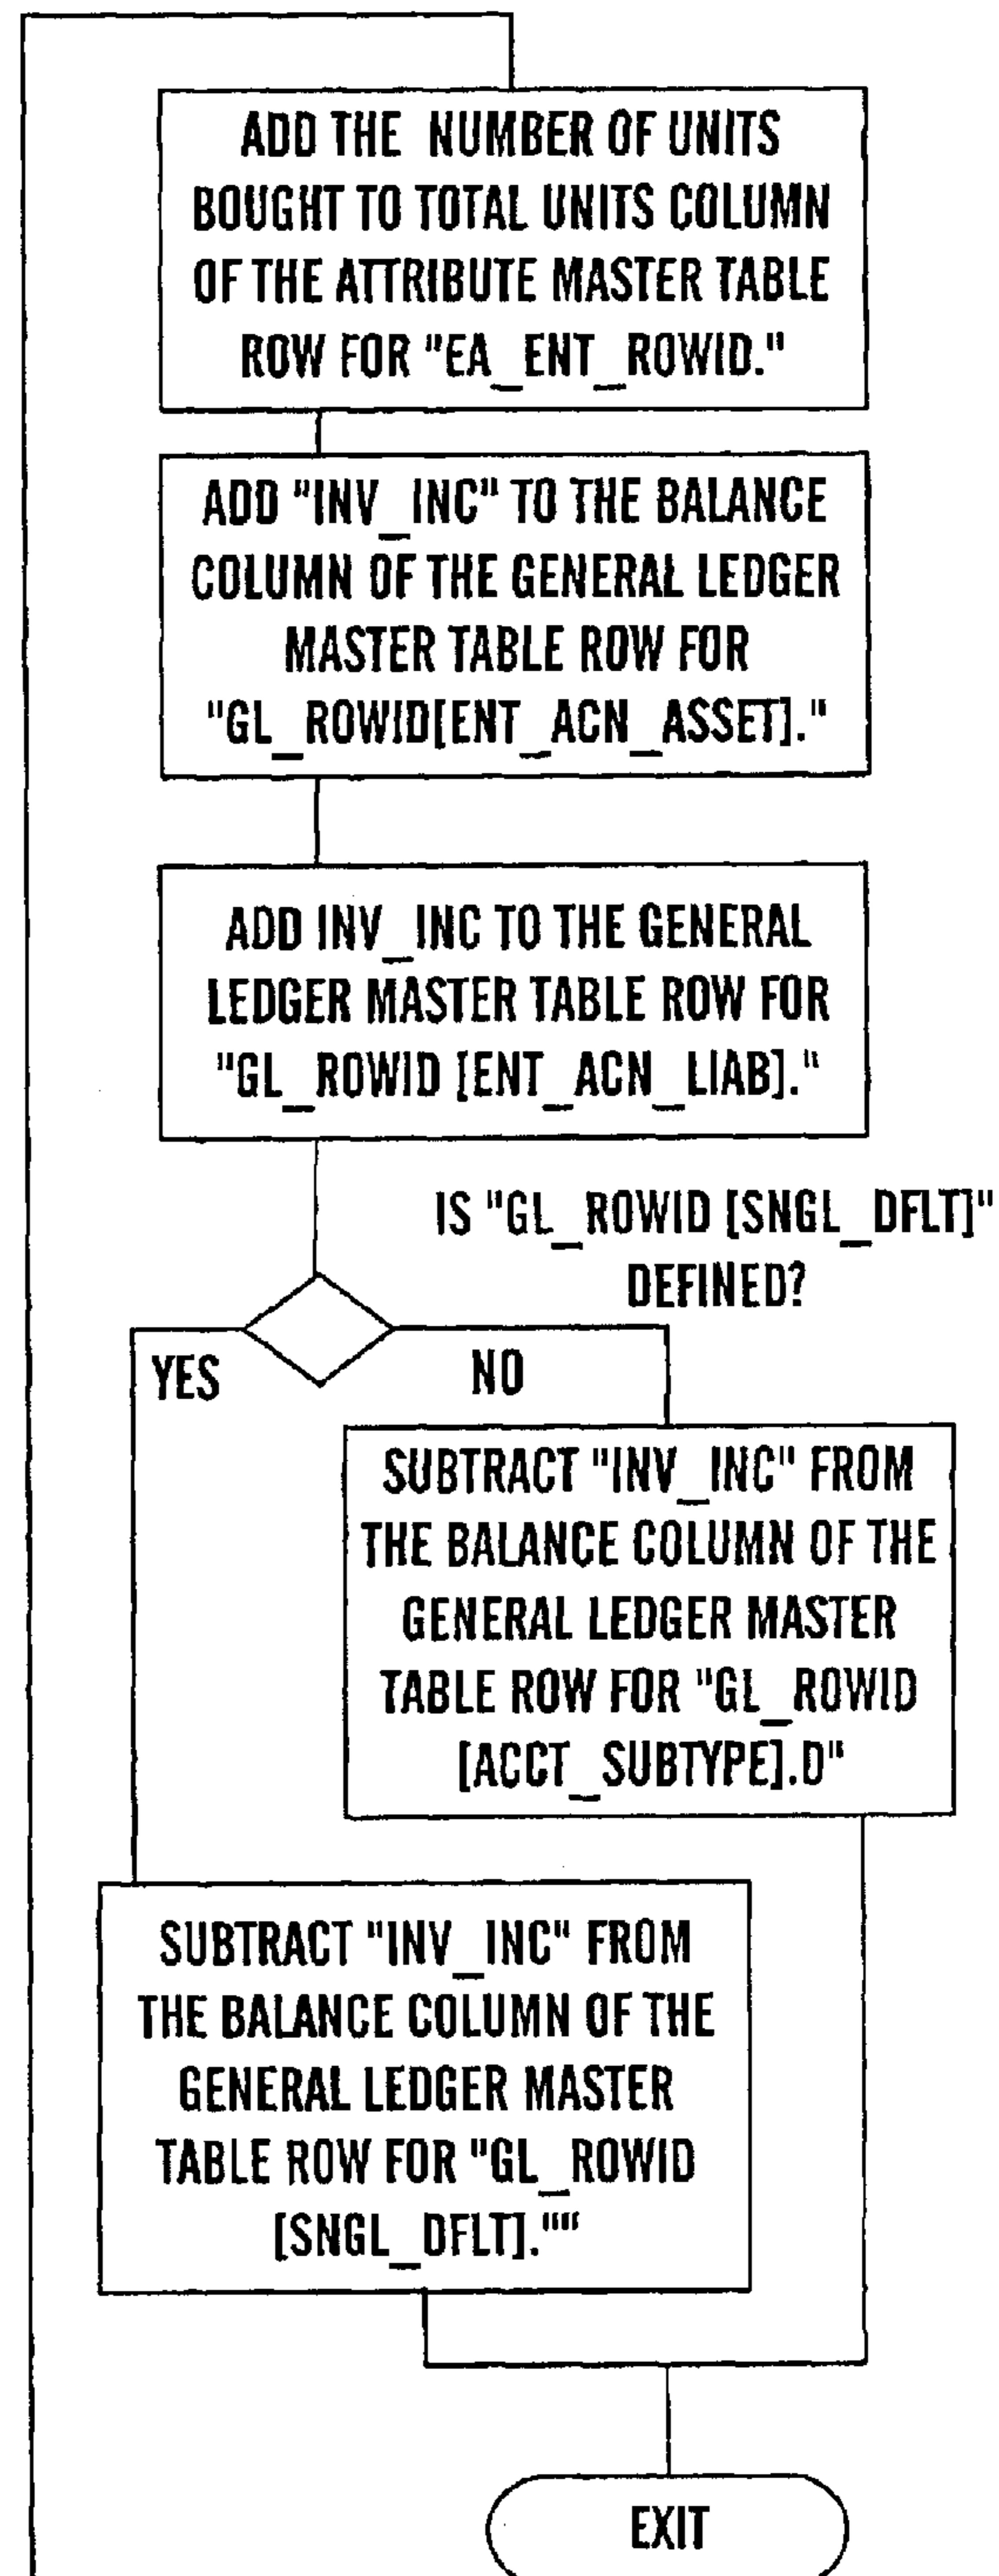 ADD THE NUMBER OF UNITS
BOUGHT TO TOTAL UNITS COLUMN
OF THE ATTRIBUTE MASTER TABLE
ROW FOR "EA_ENT_ROWID."
ADD "INV_INC" TO THE BALANCE
COLUMN OF THE GENERAL LEDGER
MASTER TABLE ROW FOR
"GL_ROWID[ENT_ACN_ASSET]."
ADD INV_INC TO THE GENERAL
LEDGER MASTER TABLE ROW FOR
"GL_ROWID [ENT_ACN_LIAB]."
IS "GL_ROWID [SNGL_DFLT]"
DEFINED?
YES
NO
SUBTRACT "INV_INC" FROM
THE BALANCE COLUMN OF THE
GENERAL LEDGER MASTER
TABLE ROW FOR "GL_ROWID
[ACCT_SUBTYPE].D"
SUBTRACT "INV_INC" FROM
THE BALANCE COLUMN OF THE
GENERAL LEDGER MASTER
TABLE ROW FOR "GL_ROWID
[SNGL_DFLT].""
EXIT